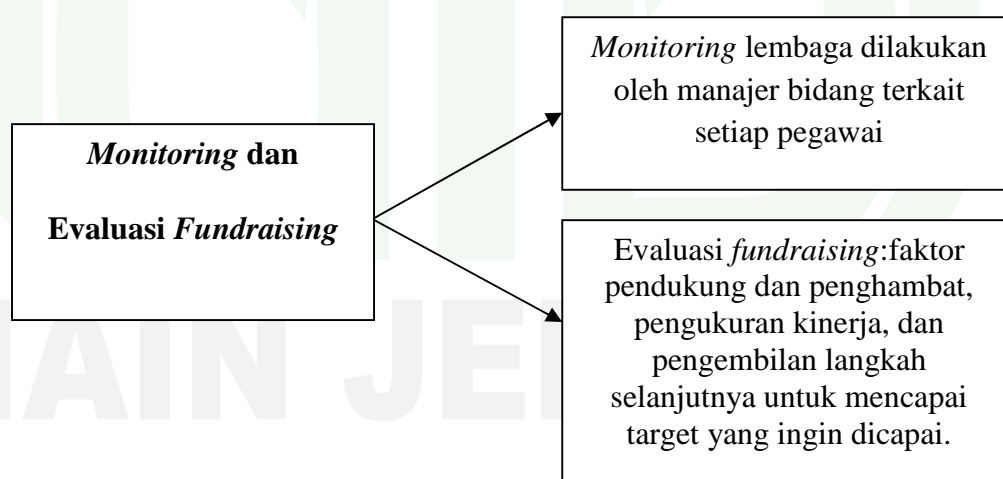 Monitoring dan
Evaluasi Fundraising
Monitoring lembaga dilakukan
oleh manajer bidang terkait
setiap pegawai
Evaluasi fundraising:faktor
pendukung dan penghambat,
pengukuran kinerja, dan
pengembilan langkah
selanjutnya untuk mencapai
target yang ingin dicapai.